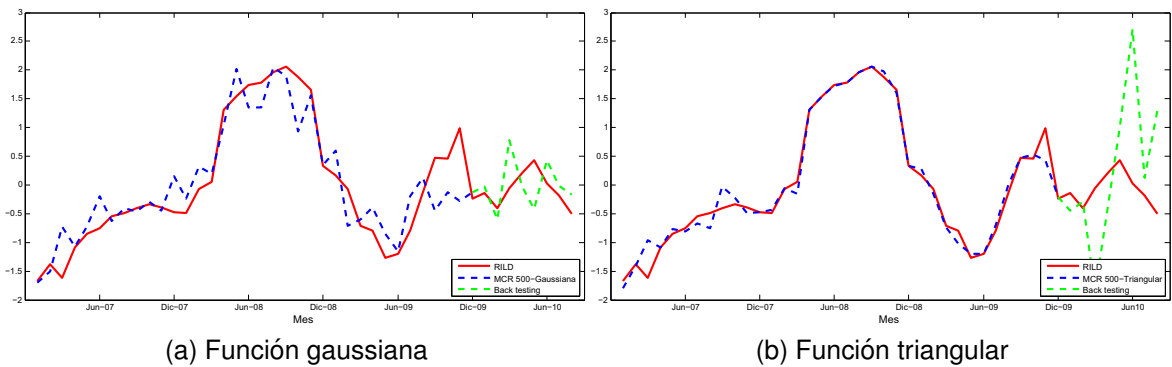 3
2.5
2
1.5
1
0.5
0
−0.5
−1
−1.5
−2
Jun−07
Dic−07
Jun−08
Dic−08
Jun−09
Dic−09
Jun−10
Mes
RILD
MCR 500−Gaussiana
Back testing
(a) Función gaussiana
3
2.5
2
1.5
1
0.5
0
−0.5
−1
−1.5
−2
Jun−07
Dic−07
Jun−08
Dic−08
Jun−09
Dic−09
Jun10
Mes
RILD
MCR 500−Triangular
Back testing
(b) Función triangular